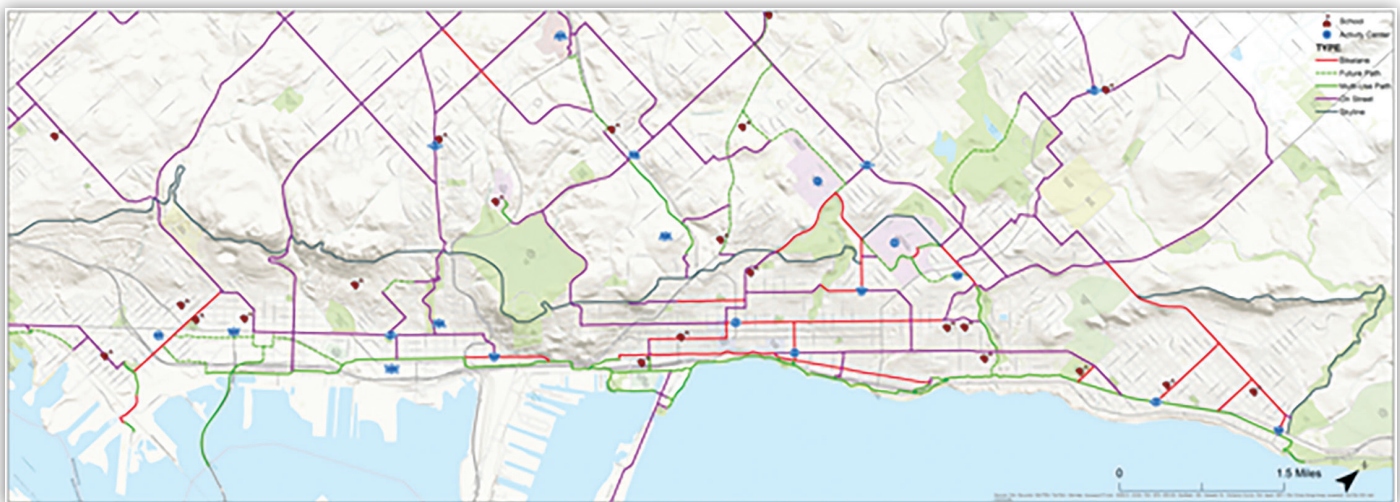 School
Activity Center
TYPE
Bikelane
Future Path
Multi-Use Path
On Street
Skyline
0
1.5 Miles